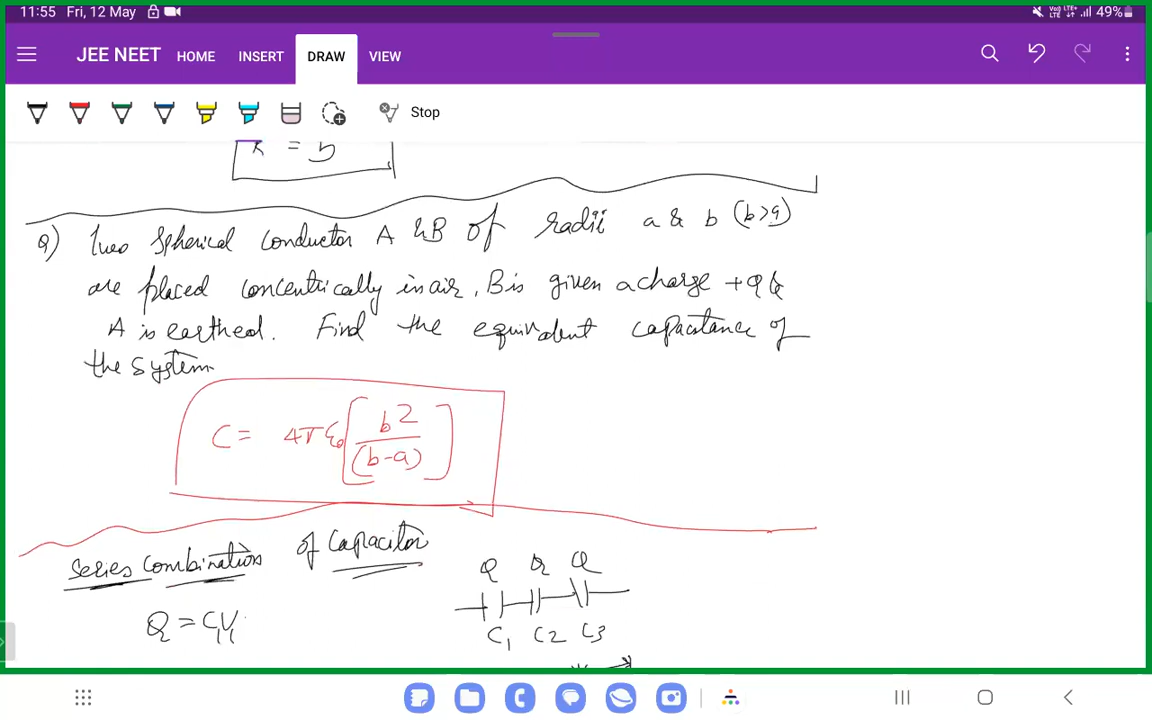 11:55 Fri, 12 May 49%
JEE NEET HOME INSERT DRAW VIEW
Stop
K = 5
Q) Two Spherical Conductor A & B of radii a & b (b>a)
are placed concentrically in air, B is given a charge +Q &
A is earthed. Find the equivalent capacitance of
the System
C = 4πε₀ [b²/(b-a)]
Series Combination of Capacitor
Q Q Q
C₁ C2 C3
Q = C₁V₁